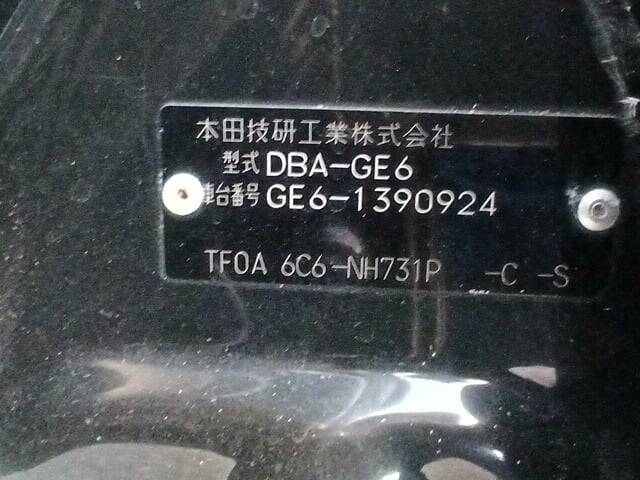 本田技研工業株式会社
型式 DBA-GE6
車台番号 GE6-1390924
TF0A 6C6-NH731P -C -S